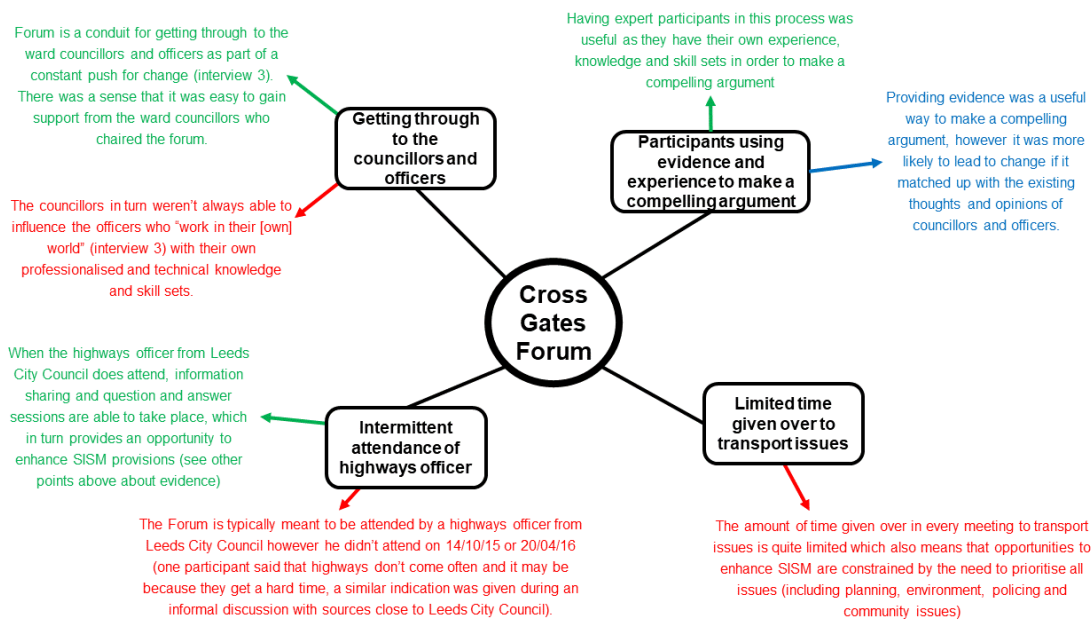 Forum is a conduit for getting through to the
ward councillors and officers as part of a
constant push for change (interview 3).
There was a sense that it was easy to gain
support from the ward councillors who
chaired the forum.
Having expert participants in this process was
useful as they have their own experience,
knowledge and skill sets in order to make a
compelling argument
Getting through
to the
councillors and
officers
Participants using
evidence and
experience to make a
compelling argument
Providing evidence was a useful
way to make a compelling
argument, however it was more
likely to lead to change if it
matched up with the existing
thoughts and opinions of
councillors and officers.
The councillors in turn weren’t always able to
influence the officers who “work in their [own]
world” (interview 3) with their own
professionalised and technical knowledge
and skill sets.
Cross
Gates
Forum
When the highways officer from Leeds
City Council does attend, information
sharing and question and answer
sessions are able to take place, which
in turn provides an opportunity to
enhance SISM provisions (see other
points above about evidence)
Intermittent
attendance of
highways officer
Limited time
given over to
transport issues
The Forum is typically meant to be attended by a highways officer from
Leeds City Council however he didn’t attend on 14/10/15 or 20/04/16
(one participant said that highways don’t come often and it may be
because they get a hard time, a similar indication was given during an
informal discussion with sources close to Leeds City Council).
The amount of time given over in every meeting to transport
issues is quite limited which also means that opportunities to
enhance SISM are constrained by the need to prioritise all
issues (including planning, environment, policing and
community issues)